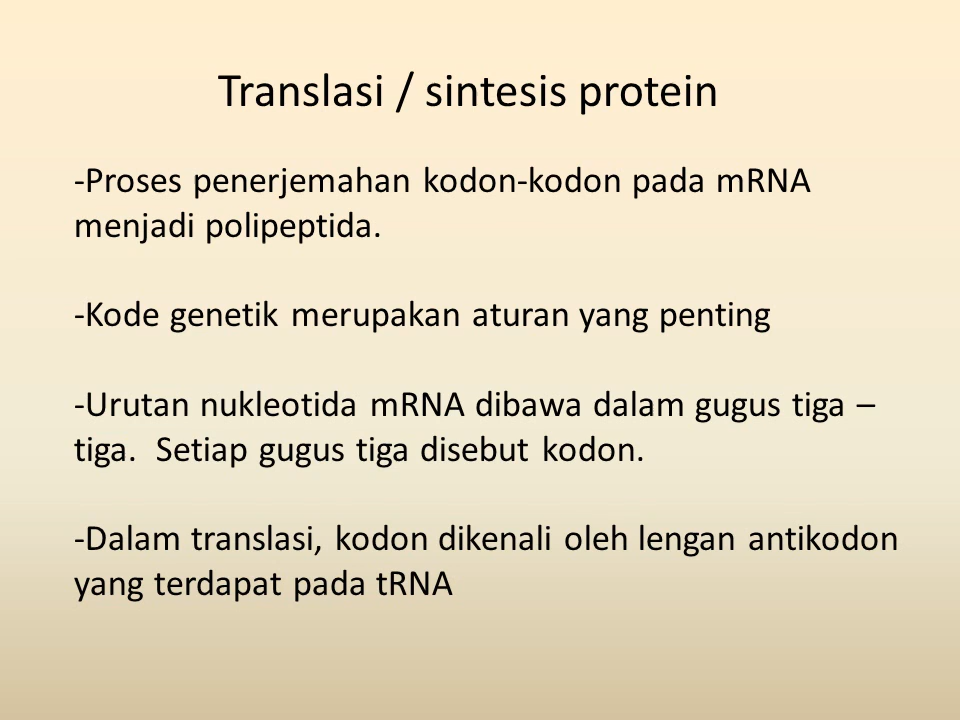 Translasi / sintesis protein
-Proses penerjemahan kodon-kodon pada mRNA
menjadi polipeptida.
-Kode genetik merupakan aturan yang penting
-Urutan nukleotida mRNA dibawa dalam gugus tiga –
tiga.  Setiap gugus tiga disebut kodon.
-Dalam translasi, kodon dikenali oleh lengan antikodon
yang terdapat pada tRNA